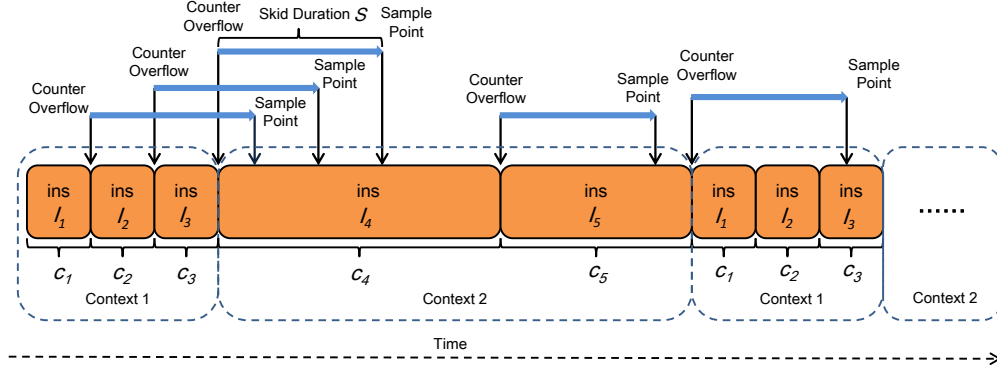 Skid Duration S
Counter
Overflow
Sample
Point
Counter
Overflow
Sample
Point
Counter
Overflow
Sample
Point
Counter
Overflow
Sample
Point
Counter
Overflow
Sample
Point
ins
I1
ins
I2
ins
I3
ins
I4
ins
I5
ins
I1
ins
I2
ins
I3
......
c1
c2
c3
c4
c5
c1
c2
c3
Context 1
Context 2
Context 1
Context 2
Time